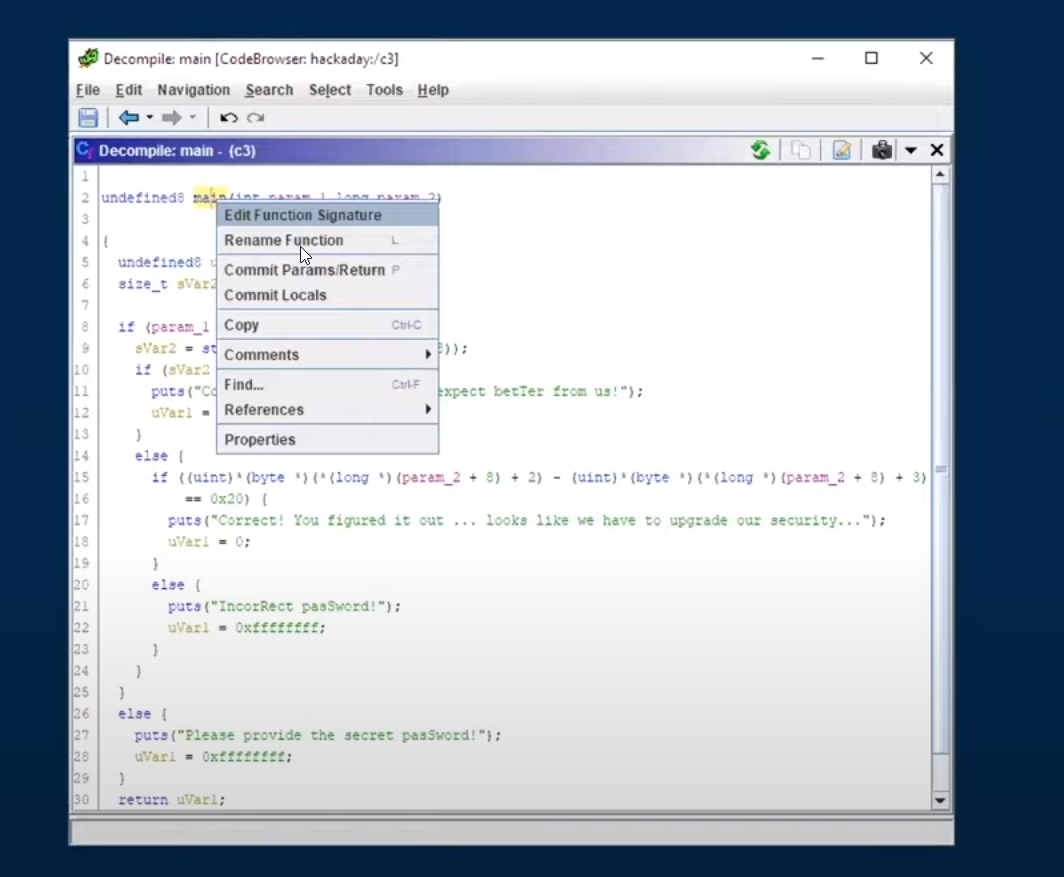 Decompile: main [CodeBrowser: hackaday:/c3]
File Edit Navigation Search Select Tools Help
Decompile: main - (c3)
1
2 undefined8 main(int param_1, long param_2)
3
4 {
5 undefined8
6 size_t sVar2
7
8 if (param_1
9 sVar2 = st 8));
10 if (sVar2
11 puts("Co expect betTer from us!");
12 uVar1 =
13 }
14 else {
15 if ((uint)*(byte *)(*(long *)(param_2 + 8) + 2) - (uint)*(byte *)(*(long *)(param_2 + 8) + 3)
16 == 0x20) {
17 puts("Correct! You figured it out ... looks like we have to upgrade our security...");
18 uVar1 = 0;
19 }
20 else {
21 puts("IncorRect pasSword!");
22 uVar1 = 0xffffffff;
23 }
24 }
25 }
26 else {
27 puts("Please provide the secret pasSword!");
28 uVar1 = 0xffffffff;
29 }
30 return uVar1;
Edit Function Signature
Rename Function L
Commit Params/Return P
Commit Locals
Copy Ctrl-C
Comments
Find... Ctrl-F
References
Properties